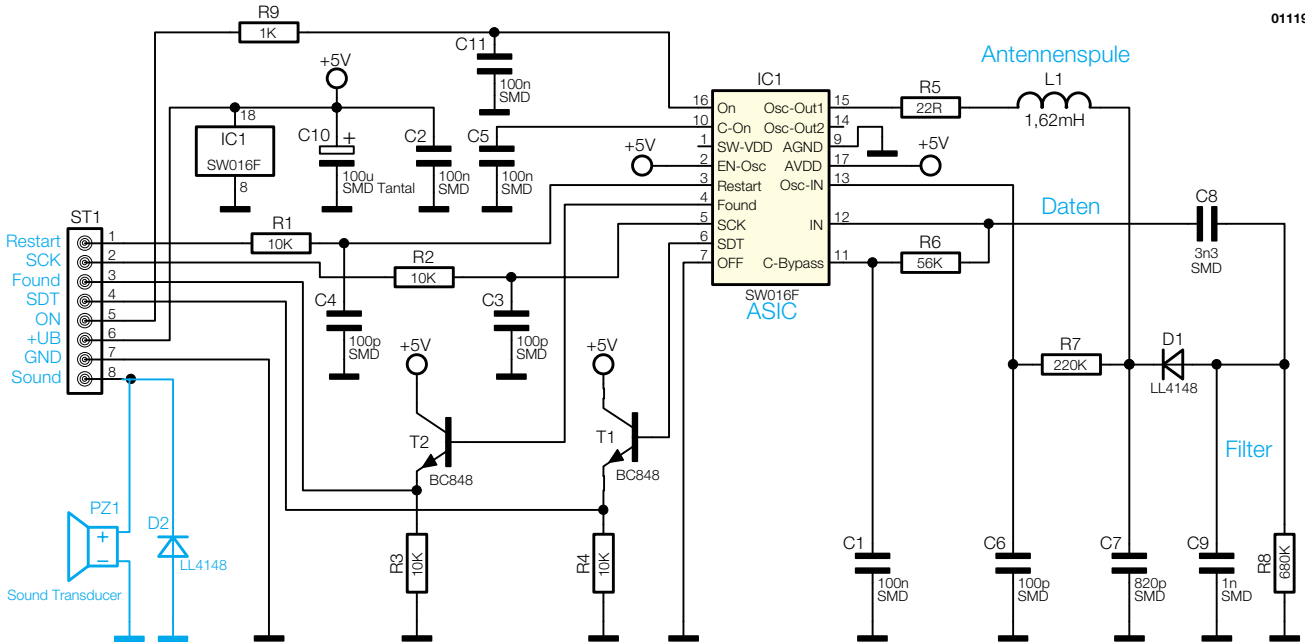 01119
R9
1K
C11
100n
SMD
+5V
18
IC1
SW016F
8
C10
+
100u
SMD Tantal
C2
100n
SMD
C5
100n
SMD
Antennenspule
L1
1,62mH
R5
22R
IC1
16 On Osc-Out1 15
10 C-On Osc-Out2 14
1 SW-VDD AGND 9
2 EN-Osc AVDD 17
3 Restart Osc-IN 13
4 Found
5 SCK IN 12
6 SDT
7 OFF C-Bypass 11
SW016F
ASIC
+5V
+5V
Daten
C8
3n3
SMD
R6
56K
ST1
Restart 1
SCK 2
Found 3
SDT 4
ON 5
+UB 6
GND 7
Sound 8
R1
10K
R2
10K
C4
100p
SMD
C3
100p
SMD
+5V
T2
BC848
+5V
T1
BC848
R7
220K
D1
LL4148
Filter
PZ1
+
–
Sound Transducer
D2
LL4148
R3
10K
R4
10K
C1
100n
SMD
C6
100p
SMD
C7
820p
SMD
C9
1n
SMD
R8
680K